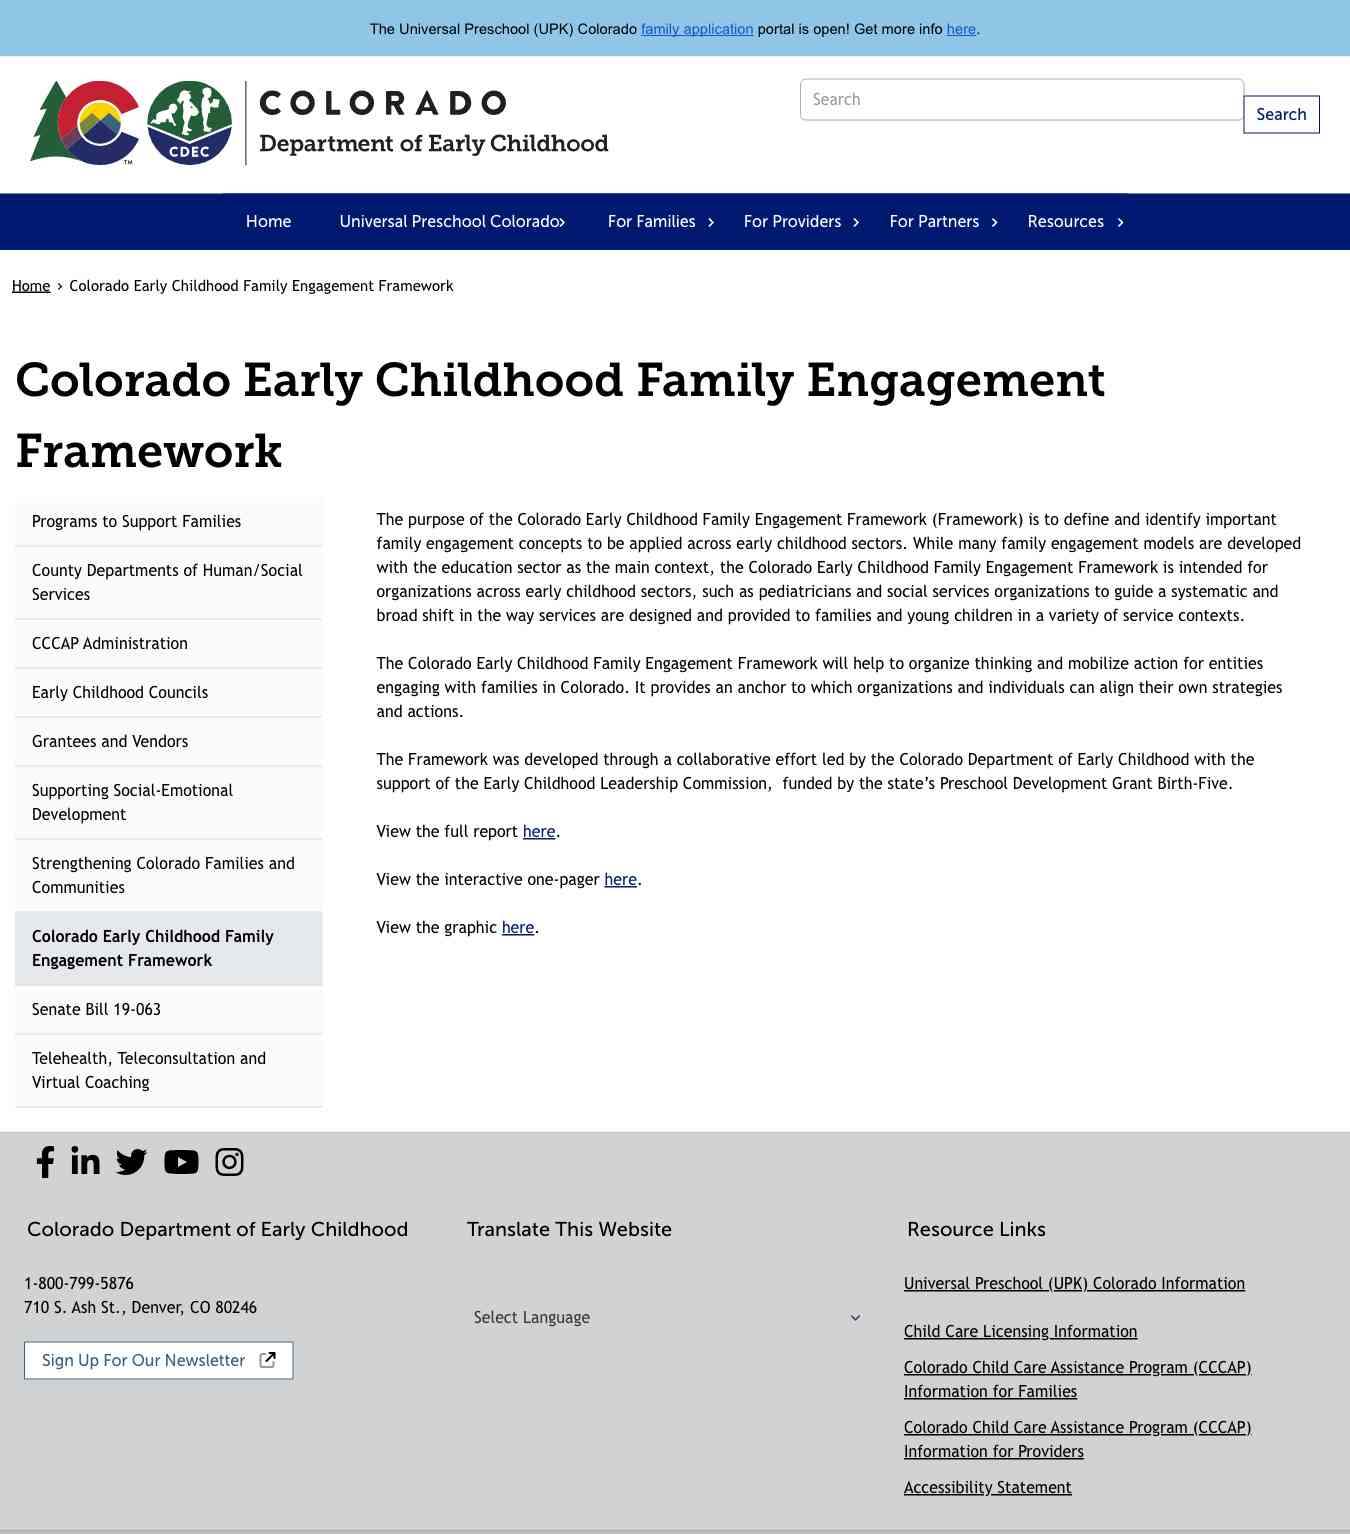 The Universal Preschool (UPK) Colorado family application portal is open! Get more info here.
CDEC
TM
COLORADO
Department of Early Childhood
Search
Search
Home
Universal Preschool Colorado
For Families
For Providers
For Partners
Resources
Home › Colorado Early Childhood Family Engagement Framework
Colorado Early Childhood Family Engagement
Framework
Programs to Support Families
County Departments of Human/Social
Services
CCCAP Administration
Early Childhood Councils
Grantees and Vendors
Supporting Social-Emotional
Development
Strengthening Colorado Families and
Communities
Colorado Early Childhood Family
Engagement Framework
Senate Bill 19-063
Telehealth, Teleconsultation and
Virtual Coaching
The purpose of the Colorado Early Childhood Family Engagement Framework (Framework) is to define and identify important
family engagement concepts to be applied across early childhood sectors. While many family engagement models are developed
with the education sector as the main context, the Colorado Early Childhood Family Engagement Framework is intended for
organizations across early childhood sectors, such as pediatricians and social services organizations to guide a systematic and
broad shift in the way services are designed and provided to families and young children in a variety of service contexts.
The Colorado Early Childhood Family Engagement Framework will help to organize thinking and mobilize action for entities
engaging with families in Colorado. It provides an anchor to which organizations and individuals can align their own strategies
and actions.
The Framework was developed through a collaborative effort led by the Colorado Department of Early Childhood with the
support of the Early Childhood Leadership Commission,  funded by the state’s Preschool Development Grant Birth-Five.
View the full report here.
View the interactive one-pager here.
View the graphic here.
Colorado Department of Early Childhood
1-800-799-5876
710 S. Ash St., Denver, CO 80246
Sign Up For Our Newsletter
Translate This Website
Select Language
Resource Links
Universal Preschool (UPK) Colorado Information
Child Care Licensing Information
Colorado Child Care Assistance Program (CCCAP)
Information for Families
Colorado Child Care Assistance Program (CCCAP)
Information for Providers
Accessibility Statement